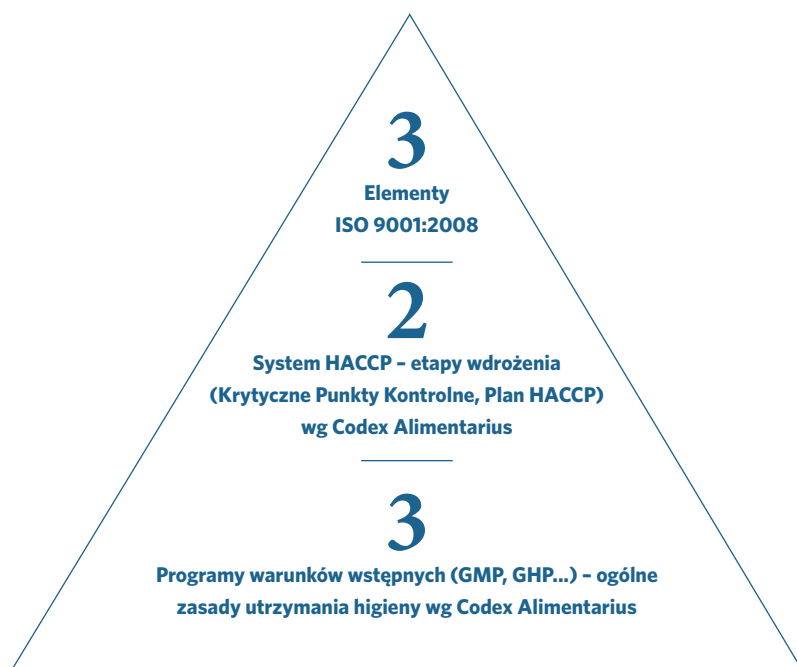 3
Elementy
ISO 9001:2008
2
System HACCP – etapy wdrożenia
(Krytyczne Punkty Kontrolne, Plan HACCP)
wg Codex Alimentarius
3
Programy warunków wstępnych (GMP, GHP...) – ogólne
zasady utrzymania higieny wg Codex Alimentarius